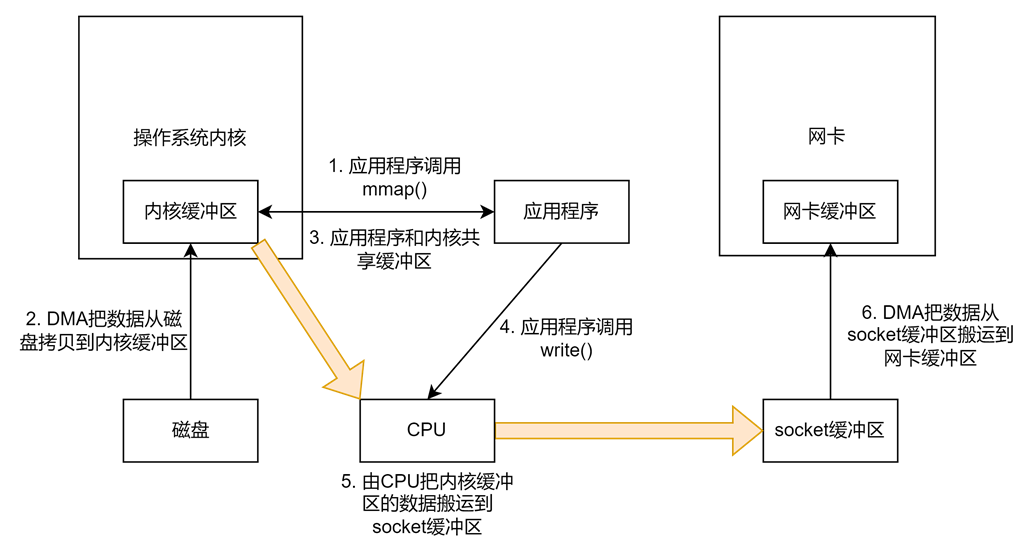 操作系统内核
网卡
1. 应用程序调用
mmap()
内核缓冲区
应用程序
网卡缓冲区
3. 应用程序和内核共
享缓冲区
2. DMA把数据从磁
盘拷贝到内核缓冲区
4. 应用程序调用
write()
6. DMA把数据从
socket缓冲区搬运到
网卡缓冲区
磁盘
CPU
socket缓冲区
5. 由CPU把内核缓冲
区的数据搬运到
socket缓冲区